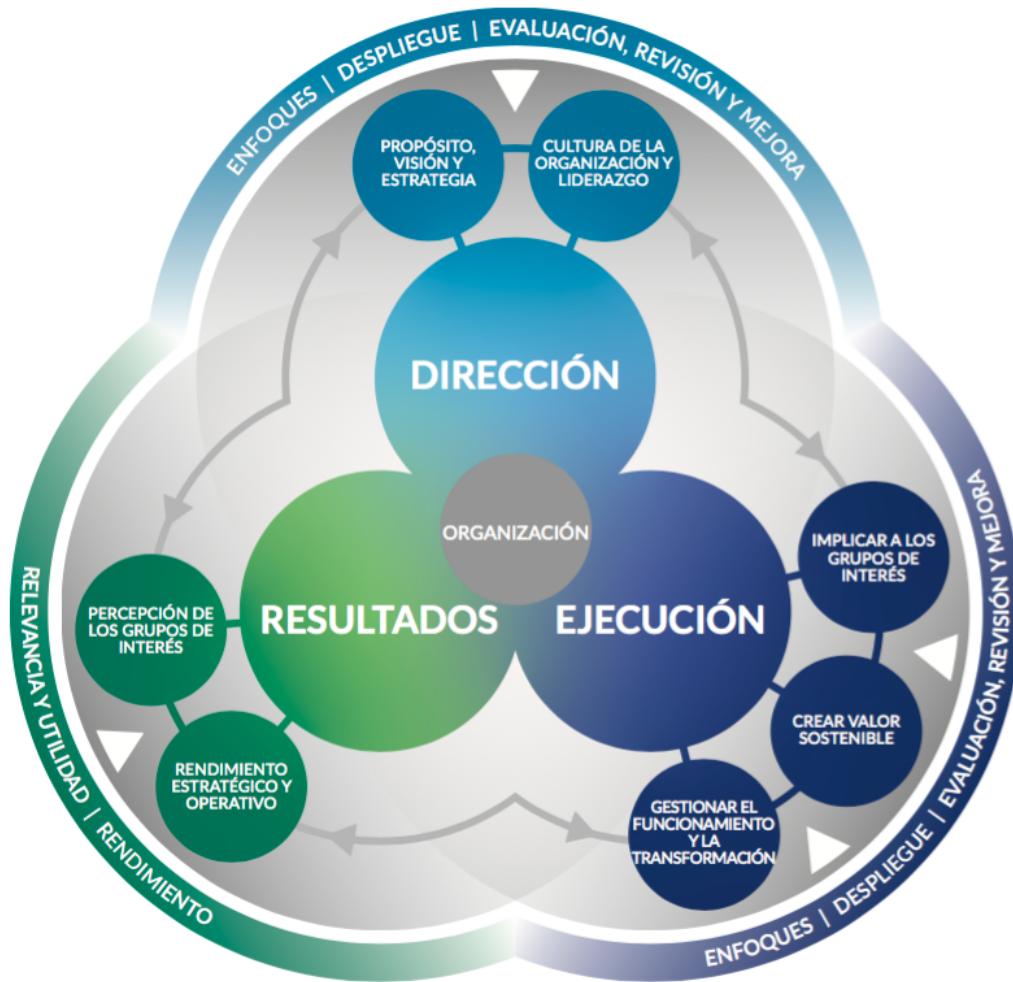 ENFOQUES | DESPLIEGUE | EVALUACIÓN, REVISIÓN Y MEJORA
PROPÓSITO,
VISIÓN Y
ESTRATEGIA
CULTURA DE LA
ORGANIZACIÓN Y
LIDERAZGO
DIRECCIÓN
ORGANIZACIÓN
RESULTADOS
EJECUCIÓN
IMPLICAR A LOS
GRUPOS DE
INTERÉS
CREAR VALOR
SOSTENIBLE
GESTIONAR EL
FUNCIONAMIENTO
Y LA
TRANSFORMACIÓN
ENFOQUES | DESPLIEGUE | EVALUACIÓN, REVISIÓN Y MEJORA
PERCEPCIÓN DE
LOS GRUPOS DE
INTERÉS
RENDIMIENTO
ESTRATÉGICO Y
OPERATIVO
RELEVANCIA Y UTILIDAD | RENDIMIENTO